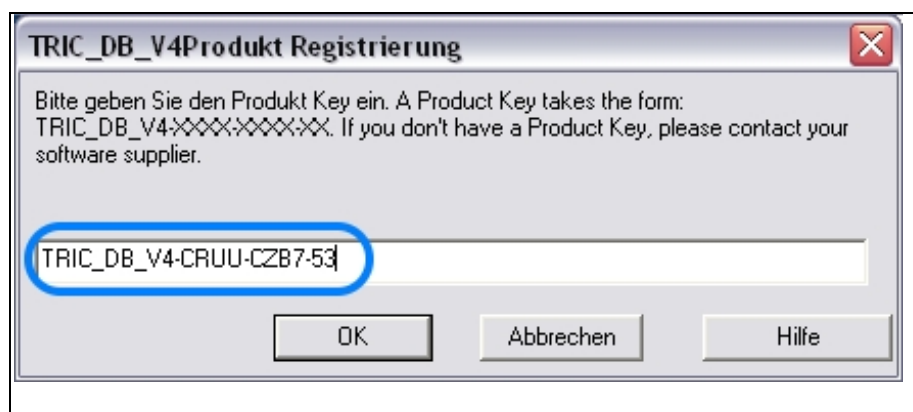 TRIC_DB_V4Produkt Registrierung
Bitte geben Sie den Produkt Key ein. A Product Key takes the form:
TRIC_DB_V4-XXXX-XXXX-XX. If you don't have a Product Key, please contact your
software supplier.
TRIC_DB_V4-CRUU-CZB7-53
OK Abbrechen Hilfe